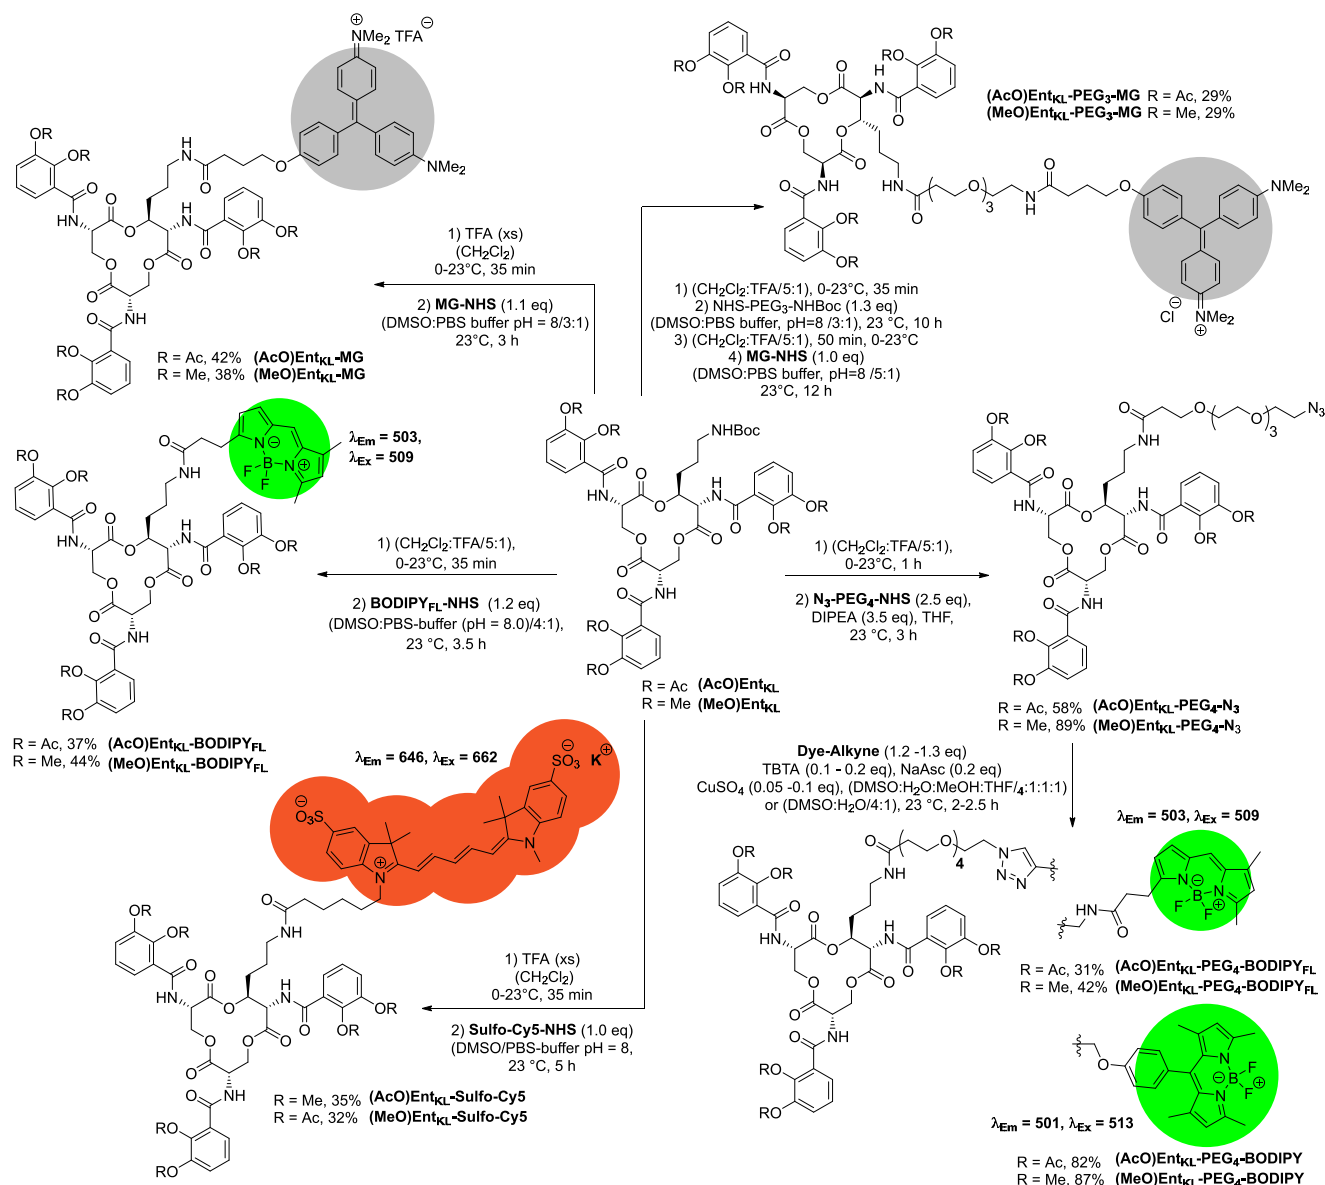 NMe2 TFA⊖
NMe2
(AcO)EntKL-PEG3-MG R = Ac, 29%
(MeO)EntKL-PEG3-MG R = Me, 29%
NMe2
Cl⊖
NMe2
1) TFA (xs)
(CH2Cl2)
0-23°C, 35 min
2) MG-NHS (1.1 eq)
(DMSO:PBS buffer pH = 8/3:1)
23°C, 3 h
R = Ac, 42% (AcO)EntKL-MG
R = Me, 38% (MeO)EntKL-MG
1) (CH2Cl2:TFA/5:1), 0-23°C, 35 min
2) NHS-PEG3-NHBoc (1.3 eq)
(DMSO:PBS buffer, pH=8 /3:1), 23 °C, 10 h
3) (CH2Cl2:TFA/5:1), 50 min, 0-23°C
4) MG-NHS (1.0 eq)
(DMSO:PBS buffer, pH=8 /5:1)
23°C, 12 h
λEm = 503,
λEx = 509
NHBoc
N3
1) (CH2Cl2:TFA/5:1),
0-23°C, 35 min
2) BODIPYFL-NHS (1.2 eq)
(DMSO:PBS-buffer (pH = 8.0)/4:1),
23 °C, 3.5 h
1) (CH2Cl2:TFA/5:1),
0-23°C, 1 h
2) N3-PEG4-NHS (2.5 eq),
DIPEA (3.5 eq), THF,
23 °C, 3 h
R = Ac (AcO)EntKL
R = Me (MeO)EntKL
R = Ac, 58% (AcO)EntKL-PEG4-N3
R = Me, 89% (MeO)EntKL-PEG4-N3
R = Ac, 37% (AcO)EntKL-BODIPYFL
R = Me, 44% (MeO)EntKL-BODIPYFL
λEm = 646, λEx = 662
SO3⊖
K⊕
⊖O3S
Dye-Alkyne (1.2 -1.3 eq)
TBTA (0.1 - 0.2 eq), NaAsc (0.2 eq)
CuSO4 (0.05 -0.1 eq), (DMSO:H2O:MeOH:THF/4:1:1:1)
or (DMSO:H2O/4:1), 23 °C, 2-2.5 h
λEm = 503, λEx = 509
1) TFA (xs)
(CH2Cl2)
0-23°C, 35 min
2) Sulfo-Cy5-NHS (1.0 eq)
(DMSO/PBS-buffer pH = 8,
23 °C, 5 h
R = Me, 35% (AcO)EntKL-Sulfo-Cy5
R = Ac, 32% (MeO)EntKL-Sulfo-Cy5
R = Ac, 31% (AcO)EntKL-PEG4-BODIPYFL
R = Me, 42% (MeO)EntKL-PEG4-BODIPYFL
λEm = 501, λEx = 513
R = Ac, 82% (AcO)EntKL-PEG4-BODIPY
R = Me, 87% (MeO)EntKL-PEG4-BODIPY